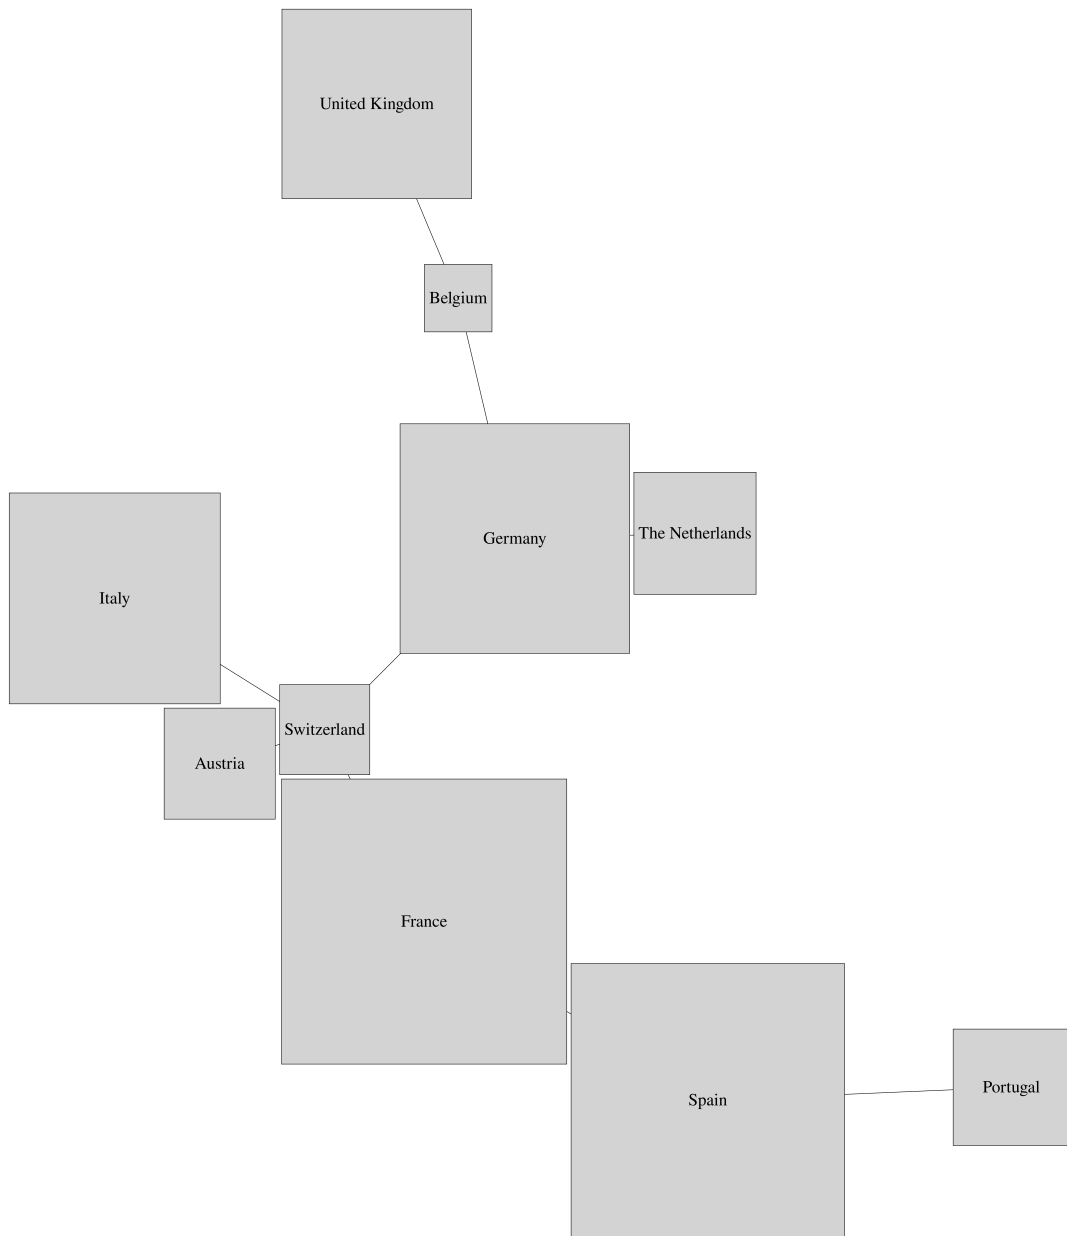 United Kingdom
Belgium
Germany
The Netherlands
Italy
Switzerland
Austria
France
Spain
Portugal